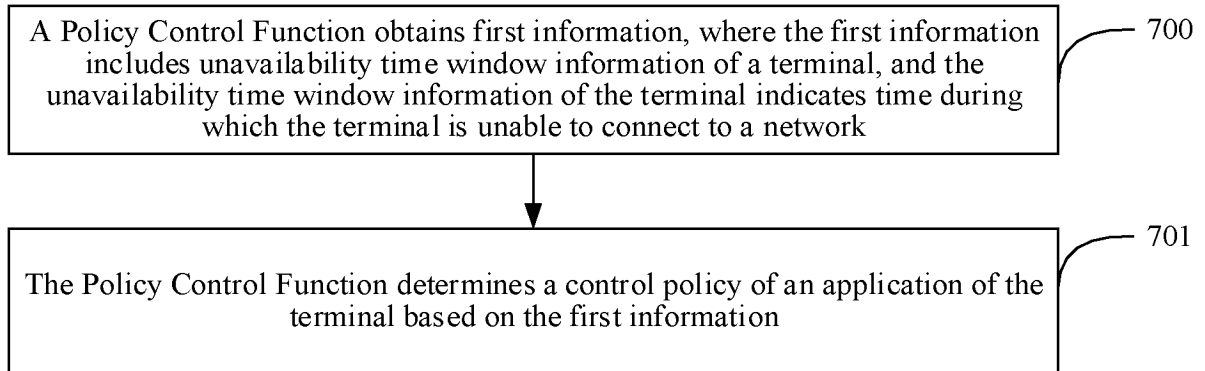 A Policy Control Function obtains first information, where the first information
includes unavailability time window information of a terminal, and the
unavailability time window information of the terminal indicates time during
which the terminal is unable to connect to a network
700
The Policy Control Function determines a control policy of an application of the
terminal based on the first information
701